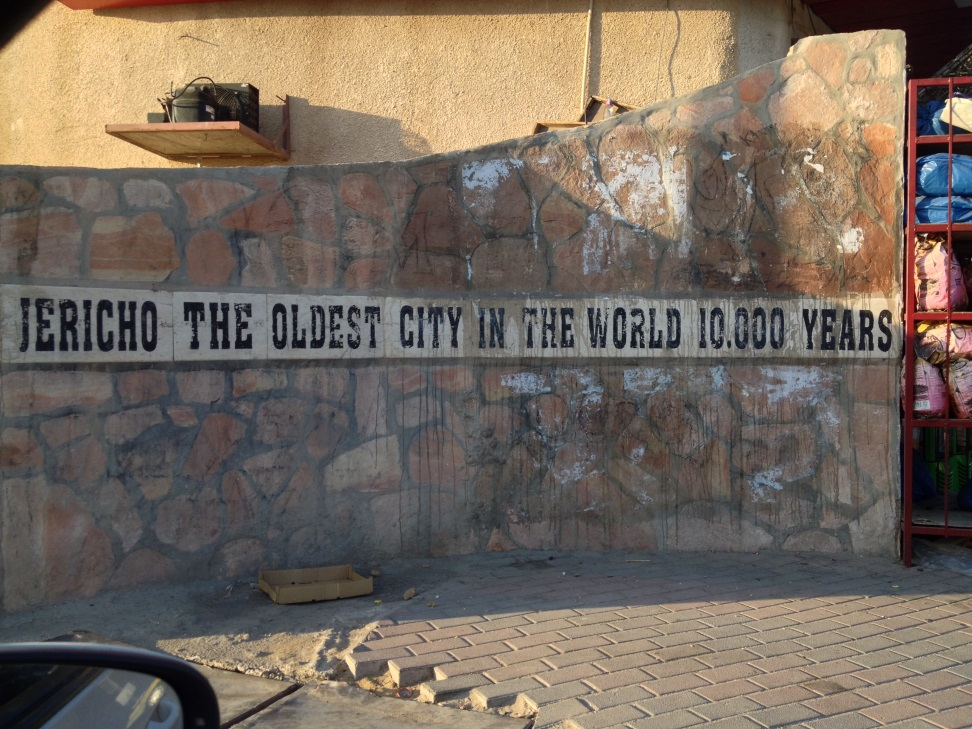 JERICHO THE OLDEST CITY IN THE WORLD 10.000 YEARS